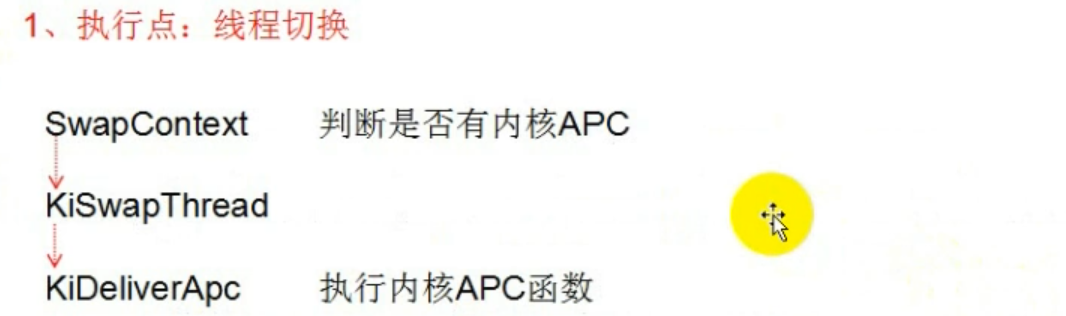 1、执行点：线程切换
SwapContext 判断是否有内核APC
KiSwapThread
KiDeliverApc 执行内核APC函数